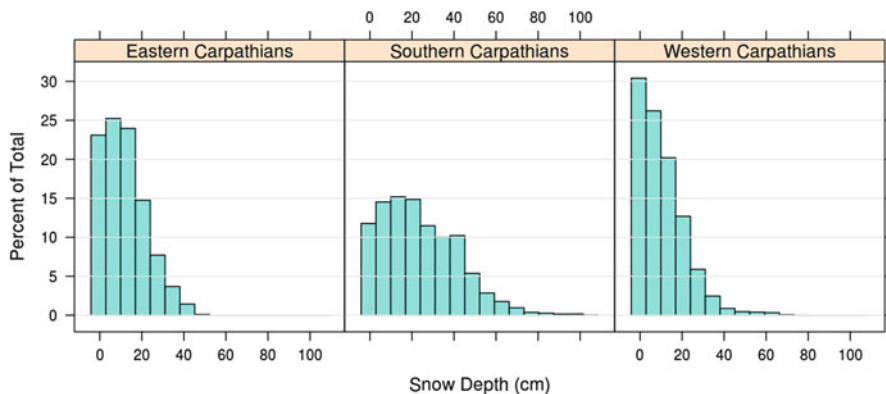 0 20 40 60 80 100
Eastern Carpathians Southern Carpathians Western Carpathians
30
25
20
15
10
5
0
Percent of Total
0 20 40 60 80 100 0 20 40 60 80 100
Snow Depth (cm)